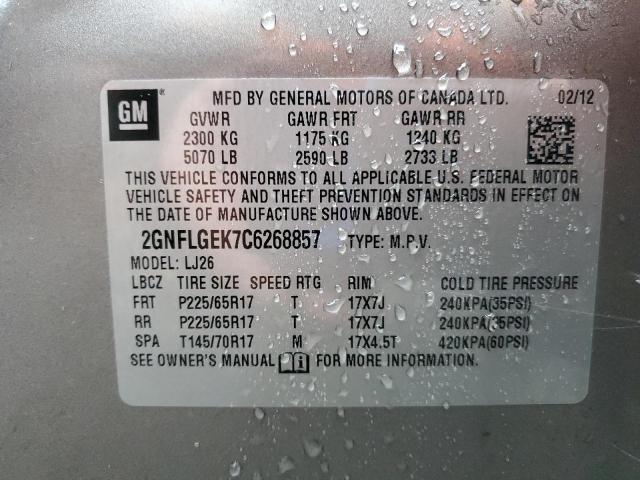 GM
MFD BY GENERAL MOTORS OF CANADA LTD. 02/12
GVWR GAWR FRT GAWR RR
2300 KG 1175 KG 1240 KG
5070 LB 2590 LB 2733 LB
THIS VEHICLE CONFORMS TO ALL APPLICABLE U.S. FEDERAL MOTOR
VEHICLE SAFETY AND THEFT PREVENTION STANDARDS IN EFFECT ON
THE DATE OF MANUFACTURE SHOWN ABOVE.
2GNFLGEK7C6268857 TYPE: M.P.V.
MODEL: LJ26
LBCZ TIRE SIZE SPEED RTG RIM COLD TIRE PRESSURE
FRT P225/65R17 T 17X7J 240KPA(35PSI)
RR P225/65R17 T 17X7J 240KPA(35PSI)
SPA T145/70R17 M 17X4.5T 420KPA(60PSI)
SEE OWNER'S MANUAL i FOR MORE INFORMATION.